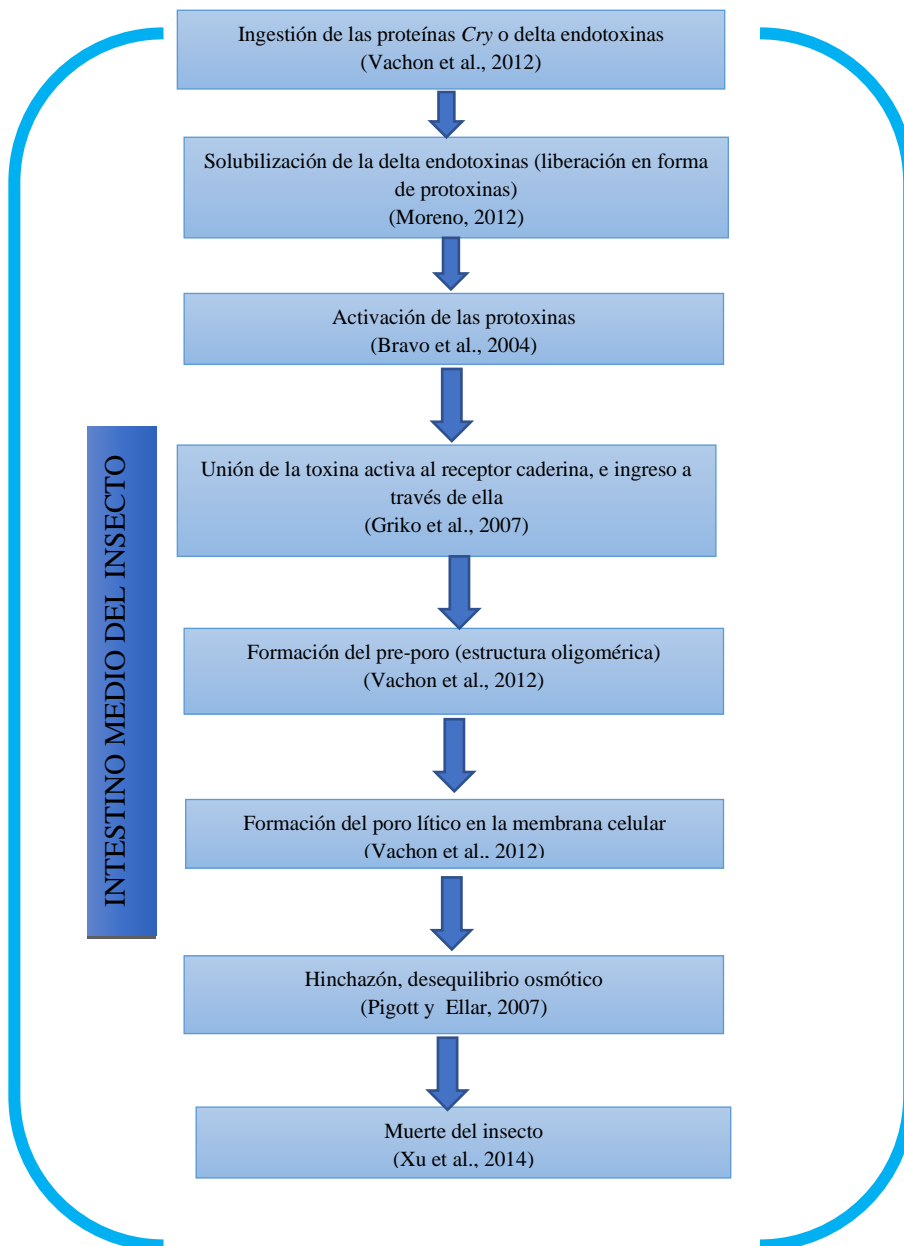 Ingestión de las proteínas Cry o delta endotoxinas
(Vachon et al., 2012)
Solubilización de la delta endotoxinas (liberación en forma
de protoxinas)
(Moreno, 2012)
Activación de las protoxinas
(Bravo et al., 2004)
Unión de la toxina activa al receptor caderina, e ingreso a
través de ella
(Griko et al., 2007)
INTESTINO MEDIO DEL INSECTO
Formación del pre-poro (estructura oligomérica)
(Vachon et al., 2012)
Formación del poro lítico en la membrana celular
(Vachon et al., 2012)
Hinchazón, desequilibrio osmótico
(Pigott y Ellar, 2007)
Muerte del insecto
(Xu et al., 2014)